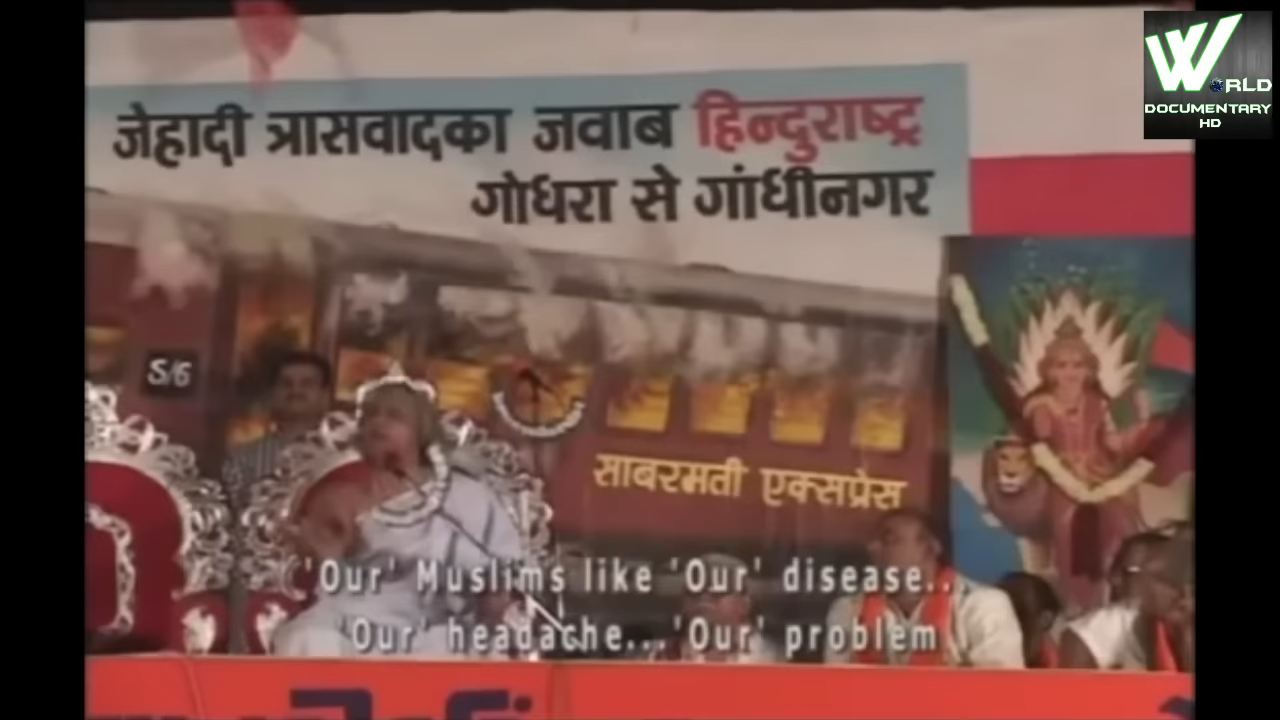 जेहादी त्रासवादका जवाब हिन्दुराष्ट्र
गोधरा से गांधीनगर
S/6
साबरमती एक्सप्रेस
'Our' Muslims like 'Our' disease..
'Our' headache...'Our' problem
WORLD
DOCUMENTARY
HD